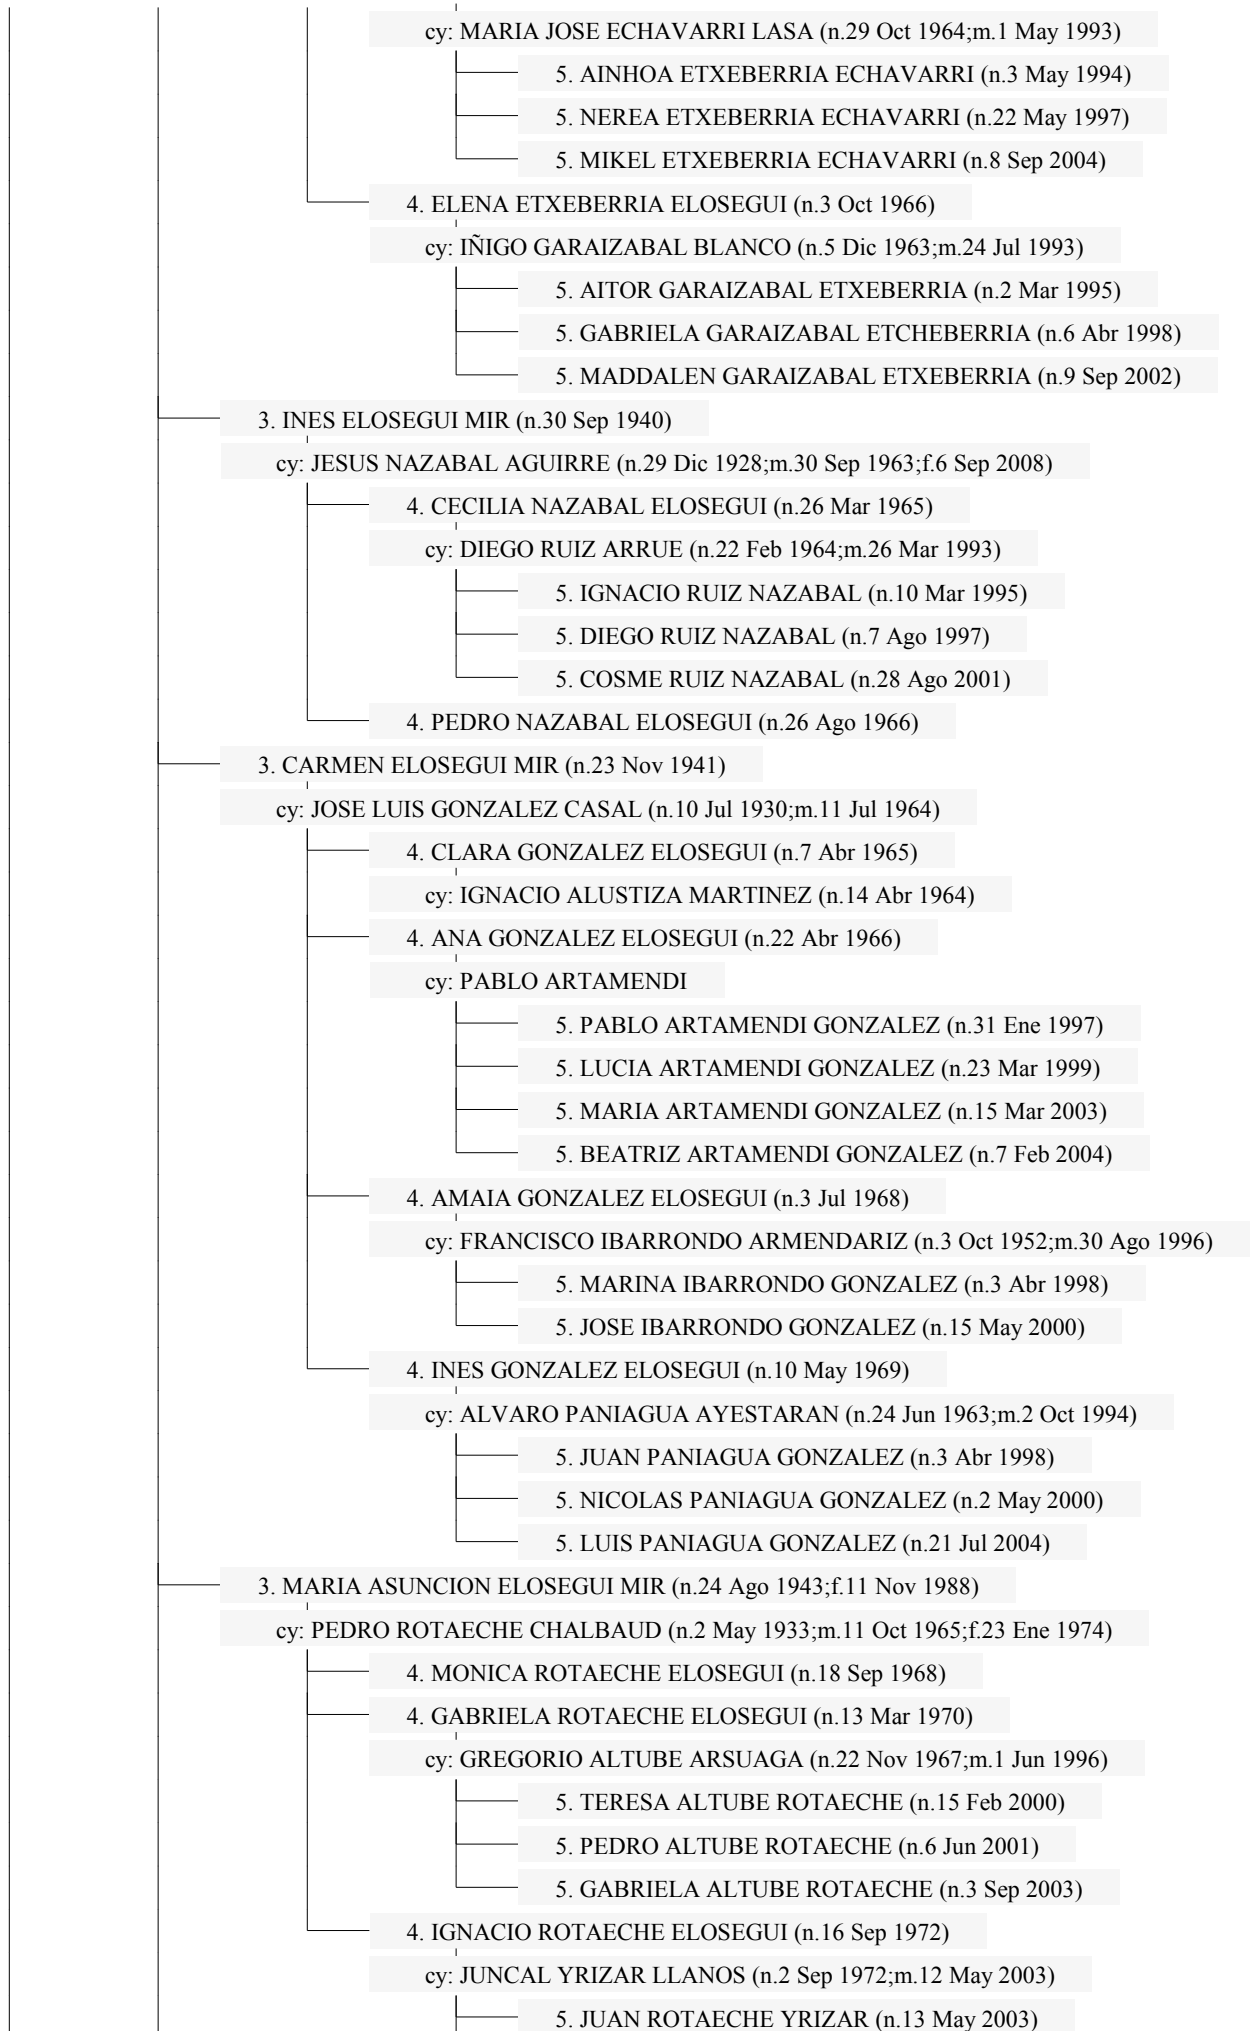 cy: MARIA JOSE ECHAVARRI LASA (n.29 Oct 1964;m.1 May 1993)
5. AINHOA ETXEBERRIA ECHAVARRI (n.3 May 1994)
5. NEREA ETXEBERRIA ECHAVARRI (n.22 May 1997)
5. MIKEL ETXEBERRIA ECHAVARRI (n.8 Sep 2004)
4. ELENA ETXEBERRIA ELOSEGUI (n.3 Oct 1966)
cy: IÑIGO GARAIZABAL BLANCO (n.5 Dic 1963;m.24 Jul 1993)
5. AITOR GARAIZABAL ETXEBERRIA (n.2 Mar 1995)
5. GABRIELA GARAIZABAL ETCHEBERRIA (n.6 Abr 1998)
5. MADDALEN GARAIZABAL ETXEBERRIA (n.9 Sep 2002)
3. INES ELOSEGUI MIR (n.30 Sep 1940)
cy: JESUS NAZABAL AGUIRRE (n.29 Dic 1928;m.30 Sep 1963;f.6 Sep 2008)
4. CECILIA NAZABAL ELOSEGUI (n.26 Mar 1965)
cy: DIEGO RUIZ ARRUE (n.22 Feb 1964;m.26 Mar 1993)
5. IGNACIO RUIZ NAZABAL (n.10 Mar 1995)
5. DIEGO RUIZ NAZABAL (n.7 Ago 1997)
5. COSME RUIZ NAZABAL (n.28 Ago 2001)
4. PEDRO NAZABAL ELOSEGUI (n.26 Ago 1966)
3. CARMEN ELOSEGUI MIR (n.23 Nov 1941)
cy: JOSE LUIS GONZALEZ CASAL (n.10 Jul 1930;m.11 Jul 1964)
4. CLARA GONZALEZ ELOSEGUI (n.7 Abr 1965)
cy: IGNACIO ALUSTIZA MARTINEZ (n.14 Abr 1964)
4. ANA GONZALEZ ELOSEGUI (n.22 Abr 1966)
cy: PABLO ARTAMENDI
5. PABLO ARTAMENDI GONZALEZ (n.31 Ene 1997)
5. LUCIA ARTAMENDI GONZALEZ (n.23 Mar 1999)
5. MARIA ARTAMENDI GONZALEZ (n.15 Mar 2003)
5. BEATRIZ ARTAMENDI GONZALEZ (n.7 Feb 2004)
4. AMAIA GONZALEZ ELOSEGUI (n.3 Jul 1968)
cy: FRANCISCO IBARRONDO ARMENDARIZ (n.3 Oct 1952;m.30 Ago 1996)
5. MARINA IBARRONDO GONZALEZ (n.3 Abr 1998)
5. JOSE IBARRONDO GONZALEZ (n.15 May 2000)
4. INES GONZALEZ ELOSEGUI (n.10 May 1969)
cy: ALVARO PANIAGUA AYESTARAN (n.24 Jun 1963;m.2 Oct 1994)
5. JUAN PANIAGUA GONZALEZ (n.3 Abr 1998)
5. NICOLAS PANIAGUA GONZALEZ (n.2 May 2000)
5. LUIS PANIAGUA GONZALEZ (n.21 Jul 2004)
3. MARIA ASUNCION ELOSEGUI MIR (n.24 Ago 1943;f.11 Nov 1988)
cy: PEDRO ROTAECHE CHALBAUD (n.2 May 1933;m.11 Oct 1965;f.23 Ene 1974)
4. MONICA ROTAECHE ELOSEGUI (n.18 Sep 1968)
4. GABRIELA ROTAECHE ELOSEGUI (n.13 Mar 1970)
cy: GREGORIO ALTUBE ARSUAGA (n.22 Nov 1967;m.1 Jun 1996)
5. TERESA ALTUBE ROTAECHE (n.15 Feb 2000)
5. PEDRO ALTUBE ROTAECHE (n.6 Jun 2001)
5. GABRIELA ALTUBE ROTAECHE (n.3 Sep 2003)
4. IGNACIO ROTAECHE ELOSEGUI (n.16 Sep 1972)
cy: JUNCAL YRIZAR LLANOS (n.2 Sep 1972;m.12 May 2003)
5. JUAN ROTAECHE YRIZAR (n.13 May 2003)